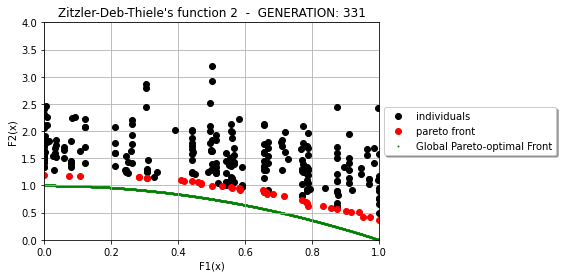 Zitzler-Deb-Thiele's function 2 - GENERATION: 331
4.0
3.5
3.0
2.5
2.0
1.5
1.0
0.5
0.0
F2(x)
0.0 0.2 0.4 0.6 0.8 1.0
F1(x)
individuals
pareto front
Global Pareto-optimal Front